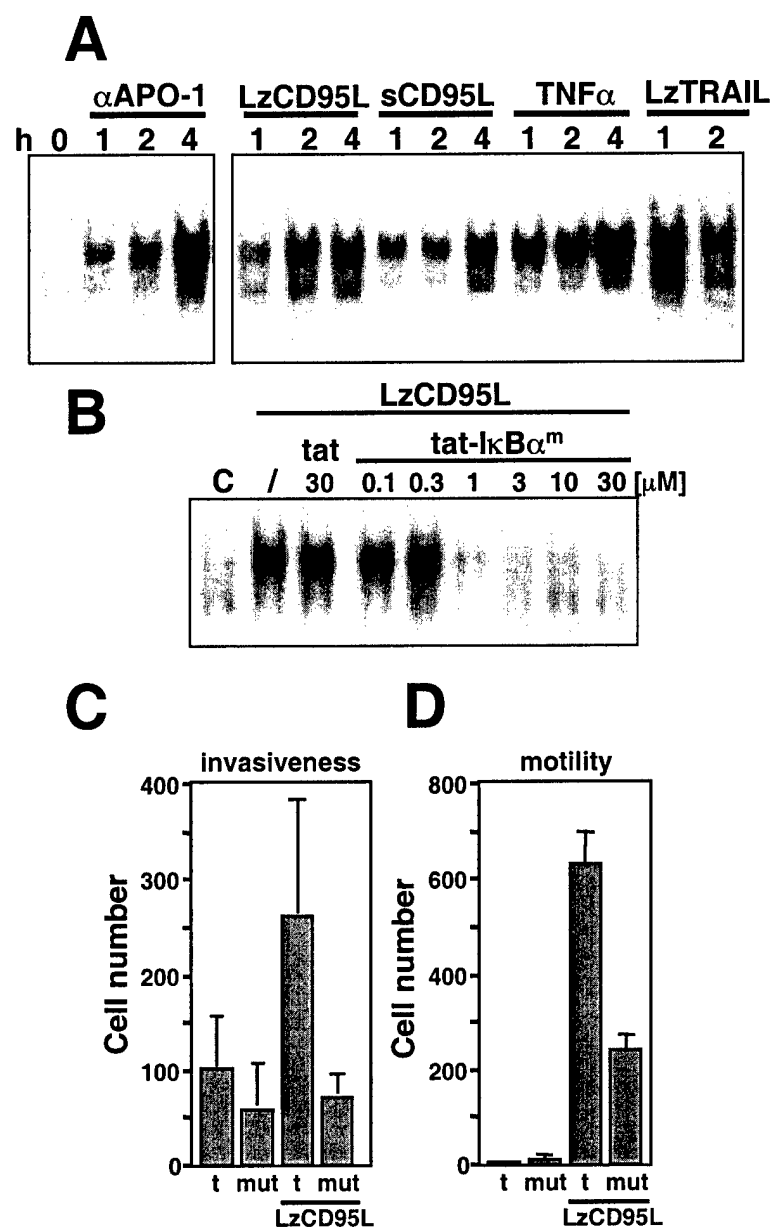 A
αAPO-1 LzCD95L sCD95L TNFα LzTRAIL
h 0 1 2 4 1 2 4 1 2 4 1 2 4 1 2
B
LzCD95L
tat tat-IκBαᵐ
C / 30 0.1 0.3 1 3 10 30 [μM]
C
invasiveness
Cell number
400
300
200
100
0
t mut t mut
LzCD95L
D
motility
Cell number
800
600
400
200
0
t mut t mut
LzCD95L